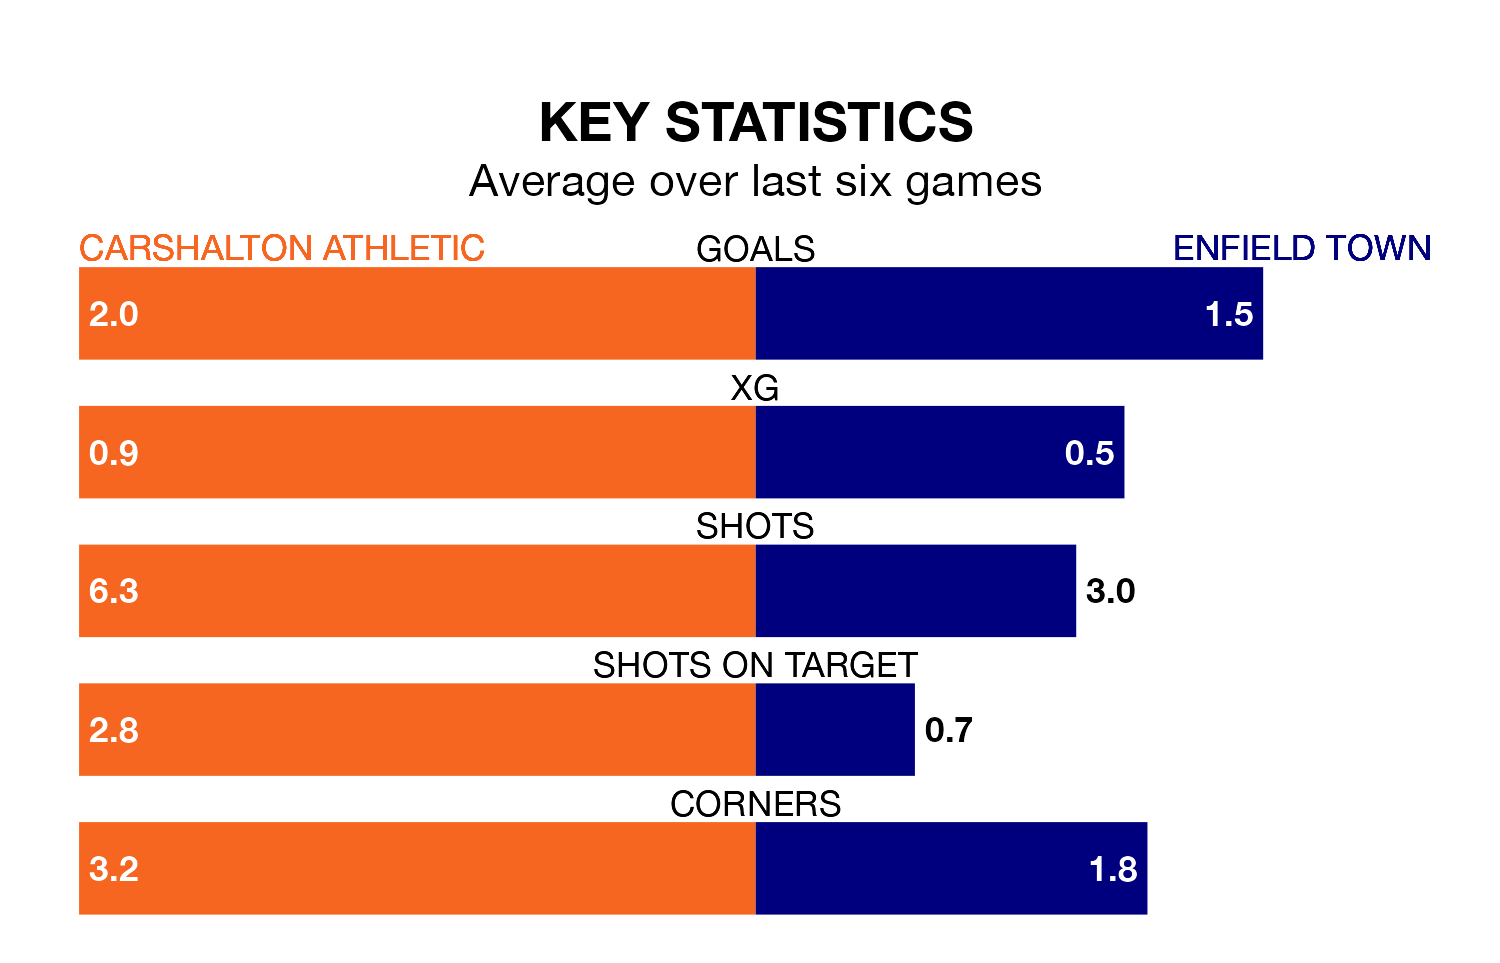 KEY STATISTICS
Average over last six games
CARSHALTON ATHLETIC GOALS ENFIELD TOWN
2.0 1.5
XG
0.9 0.5
SHOTS
6.3 3.0
SHOTS ON TARGET
2.8 0.7
CORNERS
3.2 1.8